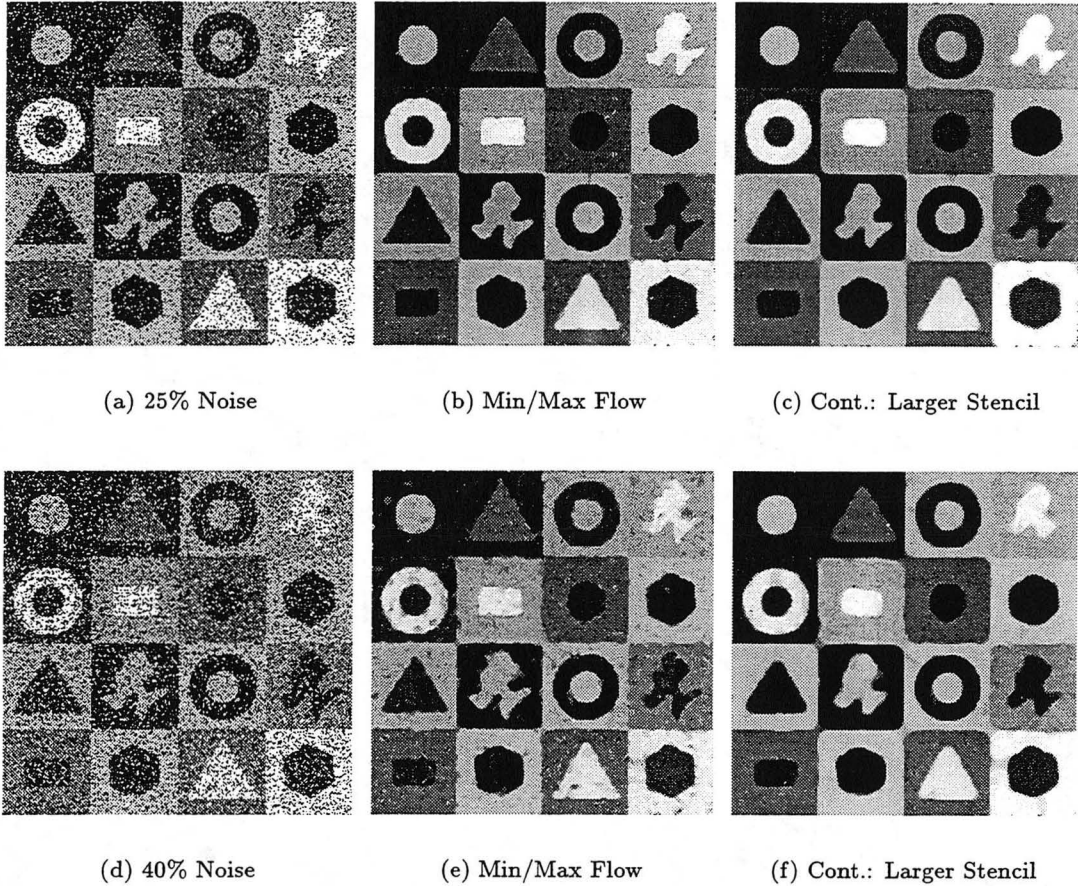 (a) 25% Noise
(b) Min/Max Flow
(c) Cont.: Larger Stencil
(d) 40% Noise
(e) Min/Max Flow
(f) Cont.: Larger Stencil